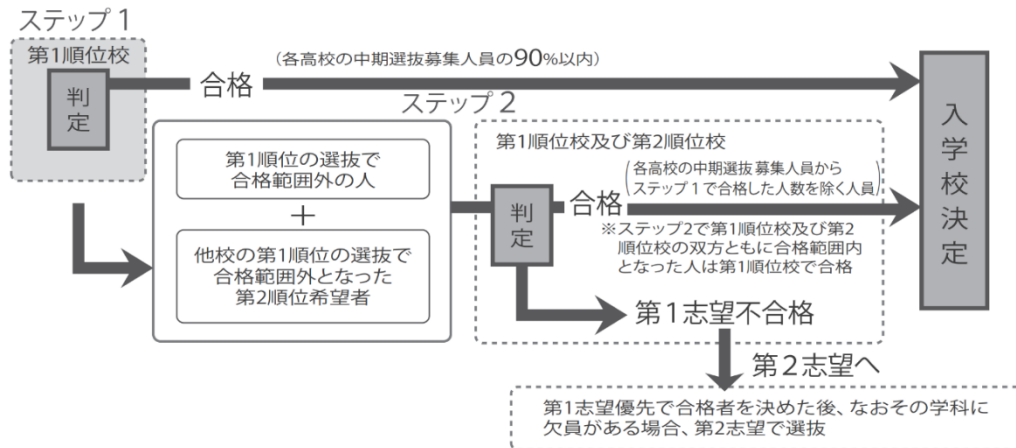 ステップ1
第1順位校
判定
合格
(各高校の中期選抜募集人員の90%以内)
ステップ2
第1順位の選抜で
合格範囲外の人
+
他校の第1順位の選抜で
合格範囲外となった
第2順位希望者
第1順位校及び第2順位校
判定
合格
(各高校の中期選抜募集人員から
ステップ1で合格した人数を除く人員)
※ステップ2で第1順位校及び第2
順位校の双方ともに合格範囲内
となった人は第1順位校で合格
第1志望不合格
第2志望へ
第1志望優先で合格者を決めた後、なおその学科に
欠員がある場合、第2志望で選抜
入学校決定